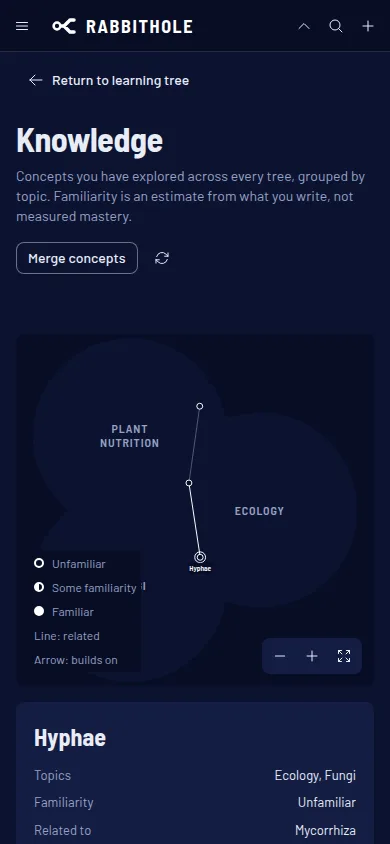 RABBITHOLE
Return to learning tree
Knowledge
Concepts you have explored across every tree, grouped by
topic. Familiarity is an estimate from what you write, not
measured mastery.
Merge concepts
PLANT
NUTRITION
ECOLOGY
Hyphae
Unfamiliar
Some familiarity
Familiar
Line: related
Arrow: builds on
Hyphae
Topics Ecology, Fungi
Familiarity Unfamiliar
Related to Mycorrhiza